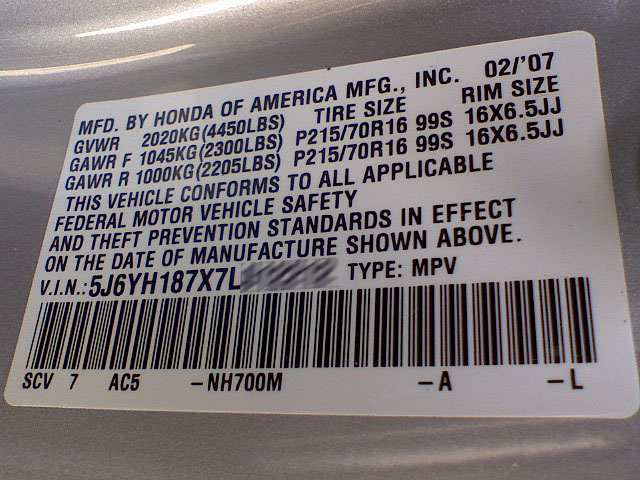 MFD. BY HONDA OF AMERICA MFG., INC. 02/'07
GVWR 2020KG(4450LBS) TIRE SIZE RIM SIZE
GAWR F 1045KG(2300LBS) P215/70R16 99S 16X6.5JJ
GAWR R 1000KG(2205LBS) P215/70R16 99S 16X6.5JJ
THIS VEHICLE CONFORMS TO ALL APPLICABLE
FEDERAL MOTOR VEHICLE SAFETY
AND THEFT PREVENTION STANDARDS IN EFFECT
ON THE DATE OF MANUFACTURE SHOWN ABOVE.
V.I.N.:5J6YH187X7L TYPE: MPV
SCV 7 AC5 –NH700M –A –L